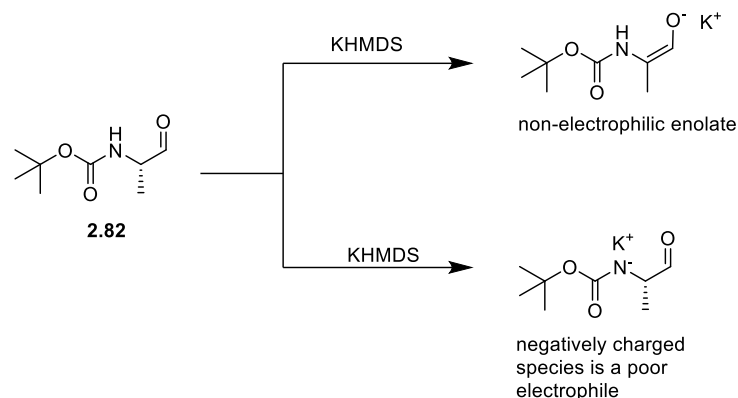 KHMDS
O⁻ K⁺
H
O N
O
non-electrophilic enolate
H O
O N
O
2.82
KHMDS
K⁺ O
O N⁻
O
negatively charged
species is a poor
electrophile